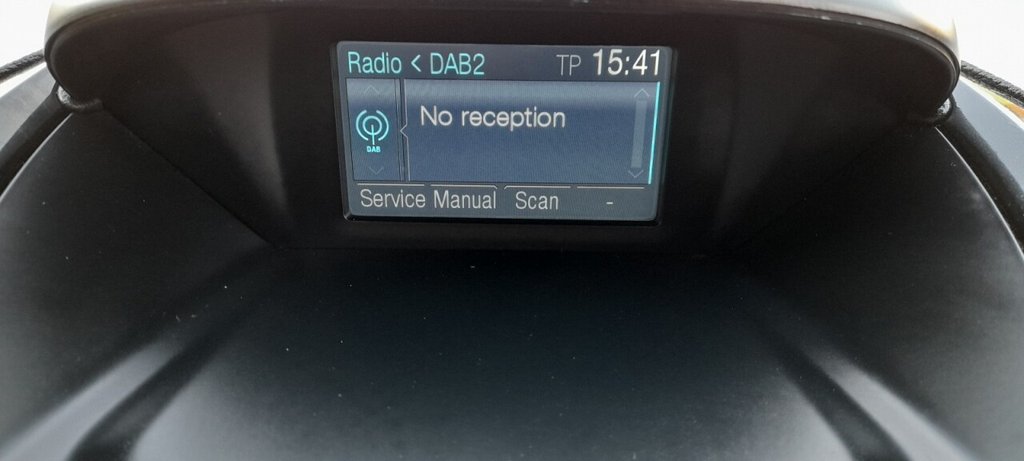 Radio < DAB2 TP 15:41
No reception
DAB
Service Manual Scan -